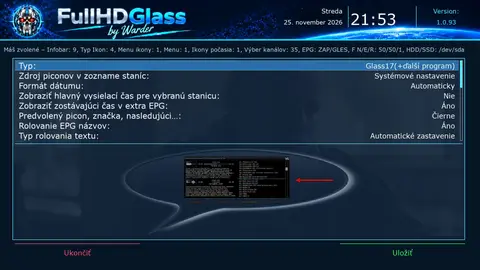 FullHDGlass
by Warder
Streda
25. november 2026
21:53
Version:
1.0.93
Máš zvolené – Infobar: 9, Typ Ikon: 4, Menu ikony: 1, Menu: 1, Ikony počasia: 1, Výber kanálov: 35, EPG: ZAP/GLES, F N/E/R: 50/50/1, HDD/SSD: /dev/sda
Typ: Glass17(+ďalší program)
Zdroj piconov v zozname staníc: Systémové nastavenie
Formát dátumu: Automaticky
Zobraziť hlavný vysielací čas pre vybranú stanicu: Nie
Zobraziť zostávajúci čas v extra EPG: Áno
Predvolený picon, značka, nasledujúci...: Čierne
Rolovanie EPG názvov: Áno
Typ rolovania textu: Automatické zastavenie
Ukončiť
Uložiť